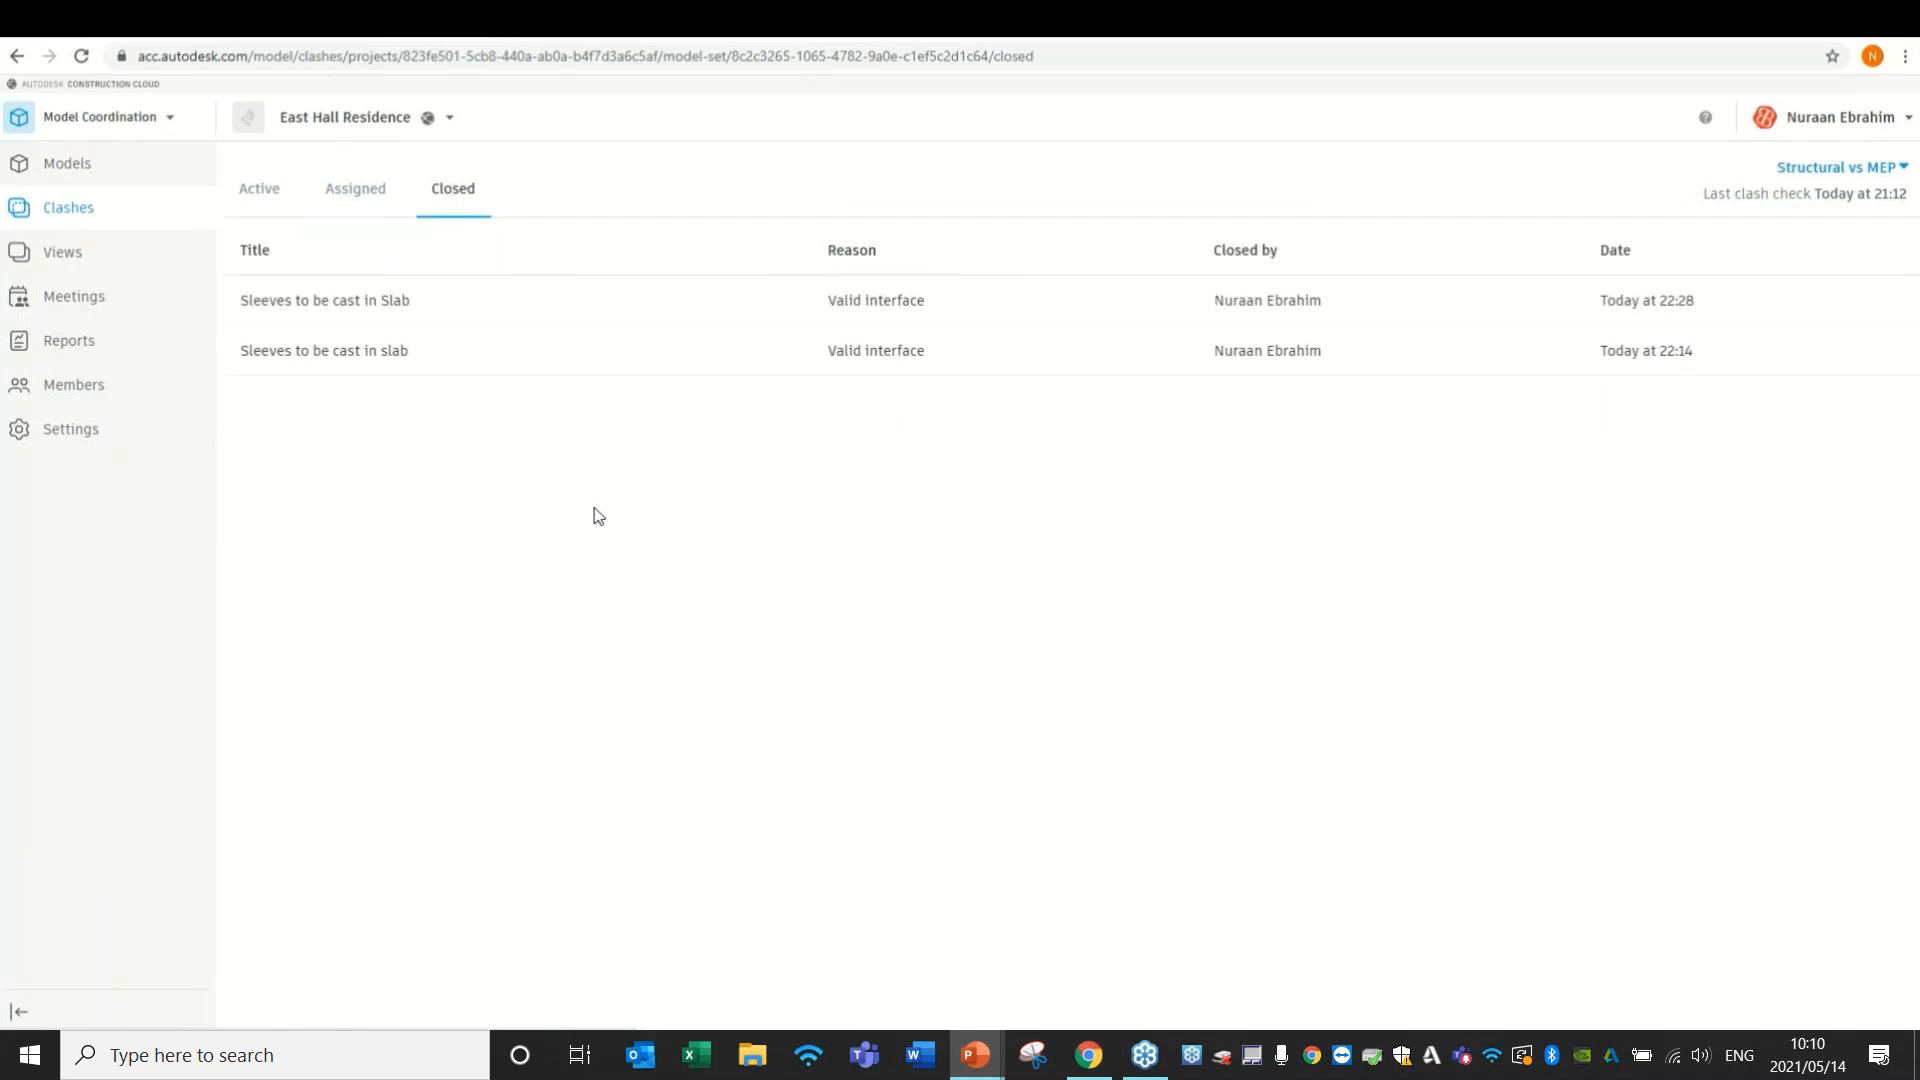 acc.autodesk.com/model/clashes/projects/823fe501-5cb8-440a-ab0a-b4f7d3a6c5af/model-set/8c2c3265-1065-4782-9a0e-c1ef5c2d1c64/closed
N
AUTODESK CONSTRUCTION CLOUD
Model Coordination
East Hall Residence
Nuraan Ebrahim
Models
Clashes
Views
Meetings
Reports
Members
Settings
Active Assigned Closed
Structural vs MEP
Last clash check Today at 21:12
Title Reason Closed by Date
Sleeves to be cast in Slab Valid interface Nuraan Ebrahim Today at 22:28
Sleeves to be cast in slab Valid interface Nuraan Ebrahim Today at 22:14
Type here to search
ENG
10:10
2021/05/14